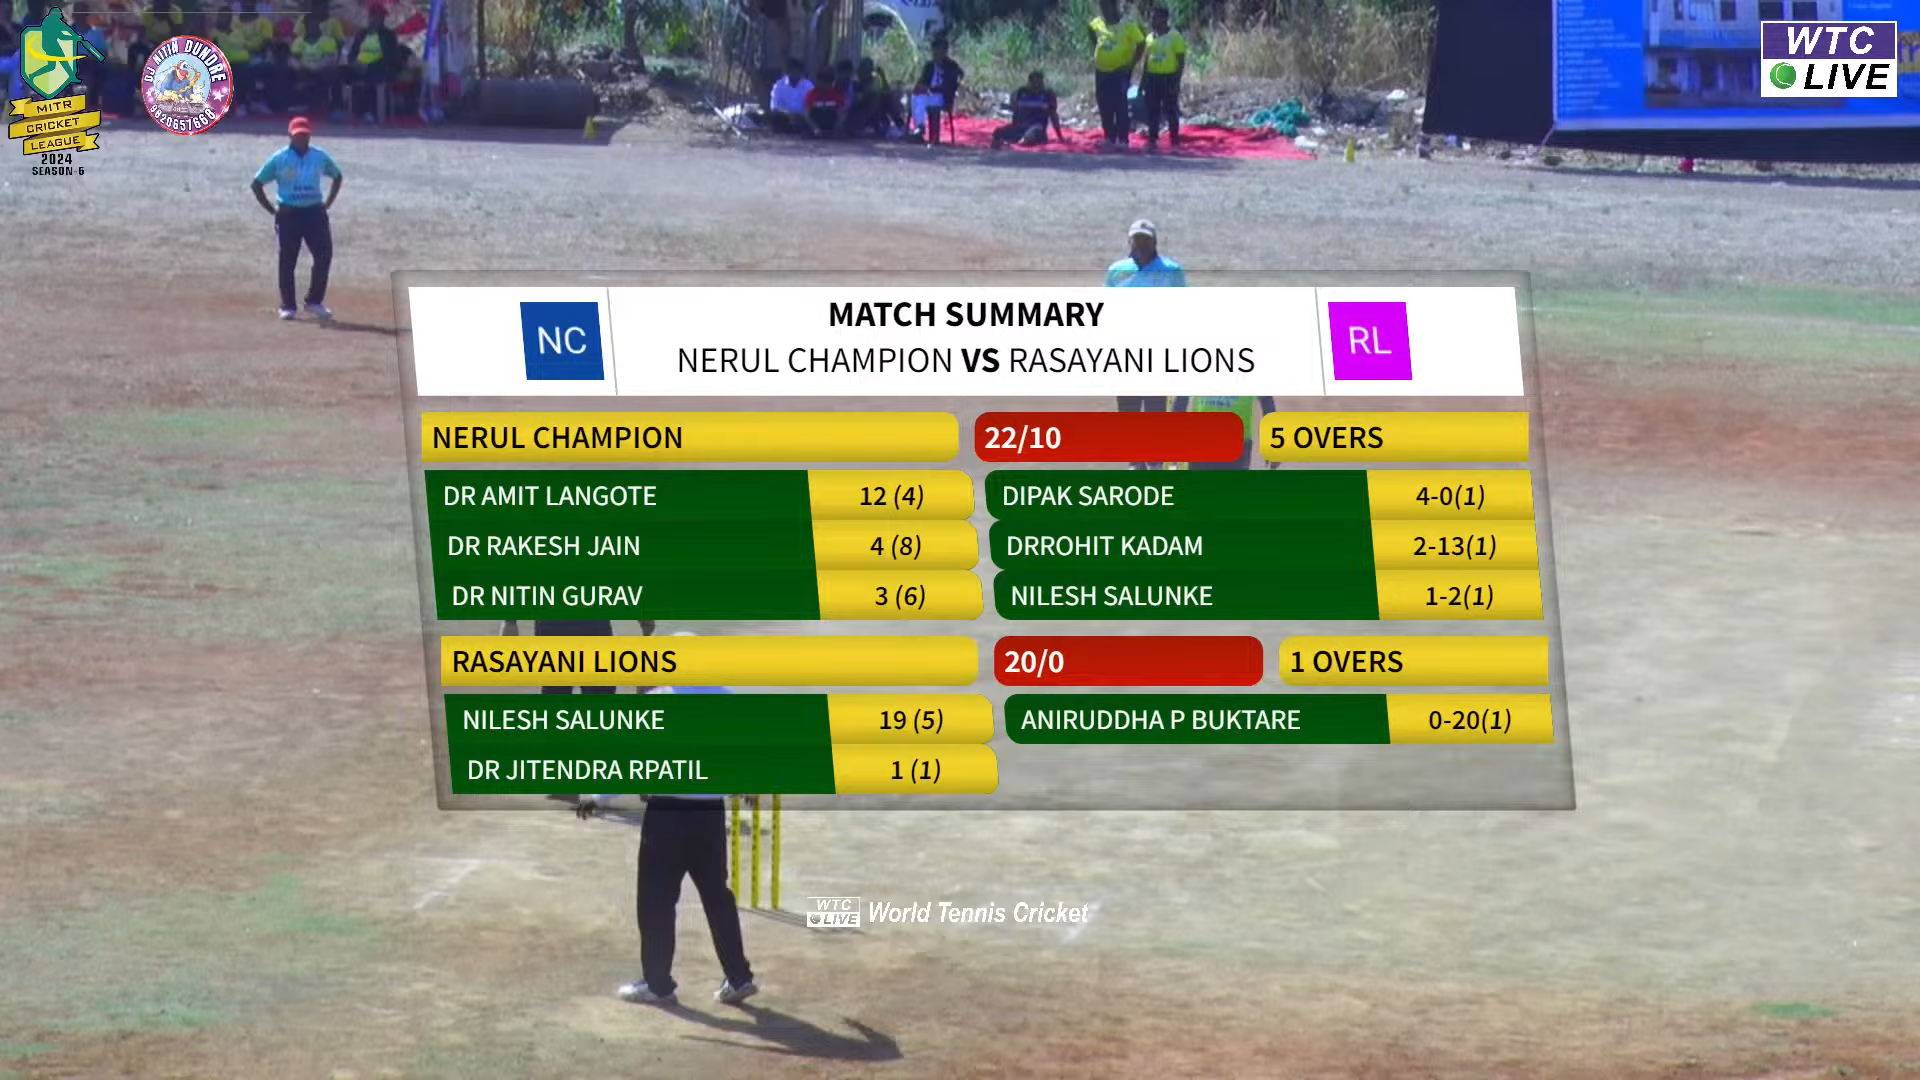 MITR
CRICKET
LEAGUE
2024
SEASON-6
DJ NITIN DUNDRE
9820657668
WTC
LIVE
MATCH SUMMARY
NC
NERUL CHAMPION VS RASAYANI LIONS
RL
NERUL CHAMPION 22/10 5 OVERS
DR AMIT LANGOTE 12 (4) DIPAK SARODE 4-0(1)
DR RAKESH JAIN 4 (8) DRROHIT KADAM 2-13(1)
DR NITIN GURAV 3 (6) NILESH SALUNKE 1-2(1)
RASAYANI LIONS 20/0 1 OVERS
NILESH SALUNKE 19 (5) ANIRUDDHA P BUKTARE 0-20(1)
DR JITENDRA RPATIL 1 (1)
WTC
LIVE
World Tennis Cricket